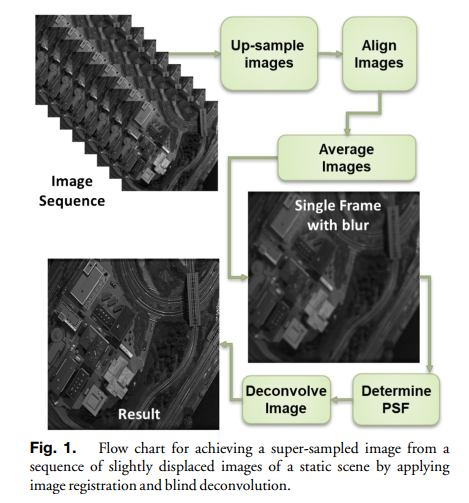 Up-sample
images
Align
Images
Average
Images
Image
Sequence
Single Frame
with blur
Determine
PSF
Deconvolve
Image
Result
Fig. 1. Flow chart for achieving a super-sampled image from a
sequence of slightly displaced images of a static scene by applying
image registration and blind deconvolution.